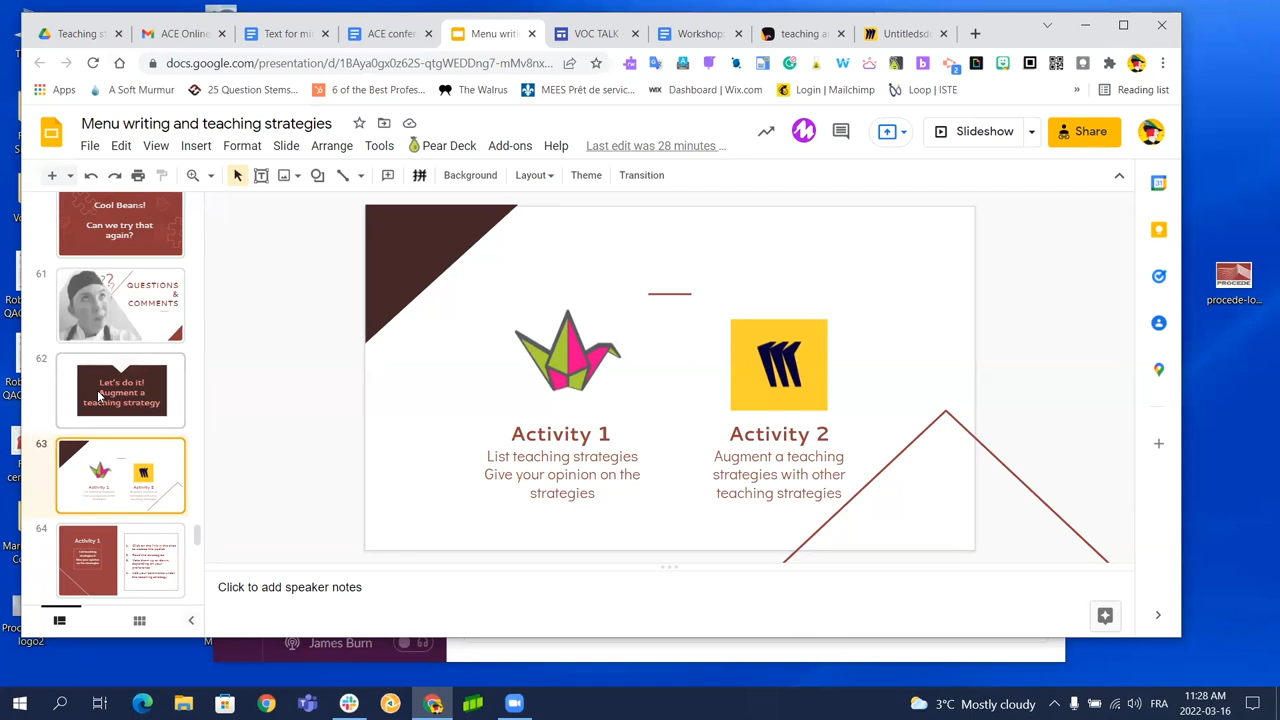 Teaching st
ACE Online
Text for mi
ACE confer
Menu writi
VOC TALK
Workshop:
teaching a
Untitledsd
docs.google.com/presentation/d/1BAya0gx0z62S-qtWEDDng7-mMv8nx...
Apps
A Soft Murmur
25 Question Stems...
6 of the Best Profes...
The Walrus
MEES Prêt de servic...
Dashboard | Wix.com
Login | Mailchimp
Loop | ISTE
»
Reading list
Menu writing and teaching strategies
File Edit View Insert Format Slide Arrange Tools Pear Deck Add-ons Help Last edit was 28 minutes ...
Slideshow
Share
Background Layout Theme Transition
Cool Beans!
Can we try that
again?
61
QUESTIONS
&
COMMENTS
62
Let's do it!
Augment a
teaching strategy
63
64
Activity 1
Activity 1
List teaching strategies
Give your opinion on the
strategies
Activity 2
Augment a teaching
strategies with other
teaching strategies
Click to add speaker notes
procede-lo...
PROCEDE
logo2
James Burn
3°C Mostly cloudy
FRA
11:28 AM
2022-03-16